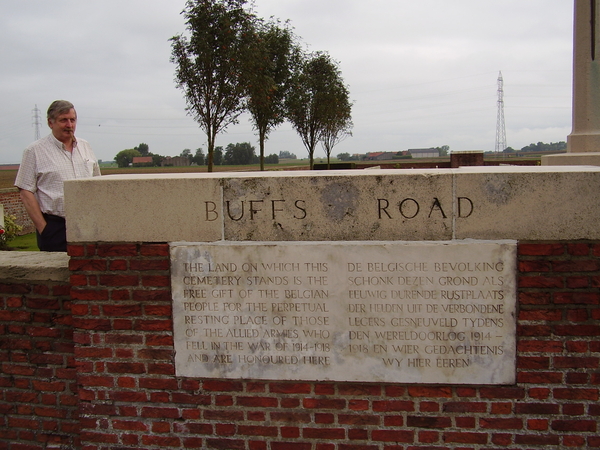 BUFFS ROAD
THE LAND ON WHICH THIS
CEMETERY STANDS IS THE
FREE GIFT OF THE BELGIAN
PEOPLE FOR THE PERPETUAL
RESTING PLACE OF THOSE
OF THE ALLIED ARMIES WHO
FELL IN THE WAR OF 1914-1918
AND ARE HONOURED HERE
DE BELGISCHE BEVOLKING
SCHONK DEZEN GROND ALS
EEUWIG DURENDE RUSTPLAATS
DER HELDEN UIT DE VERBONDENE
LEGERS GESNEUVELD TYDENS
DEN WERELDOORLOG 1914-
1918 EN WIER GEDACHTENIS
WY HIER EEREN